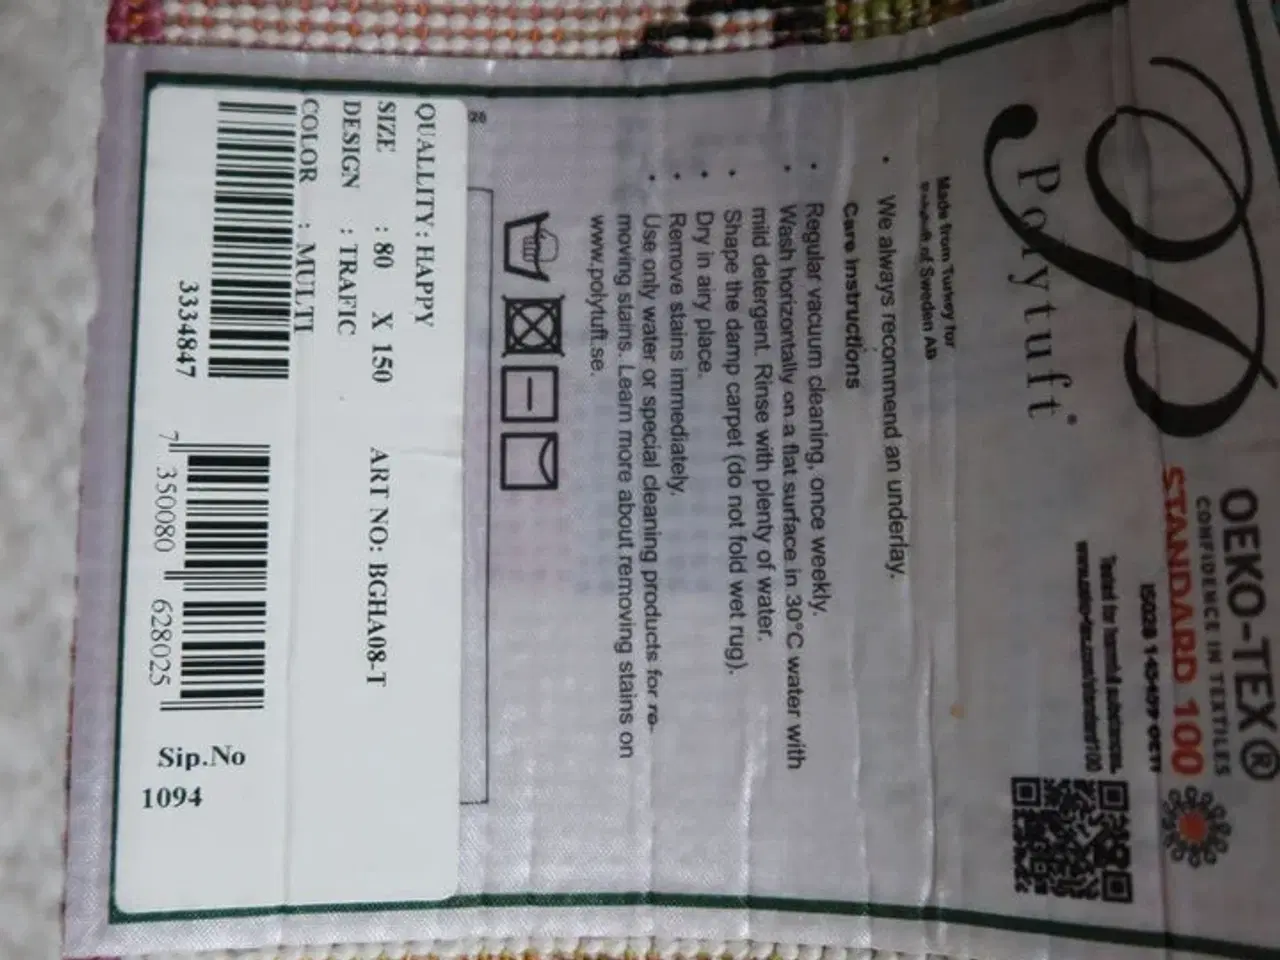 Polytuft®
OEKO-TEX®
CONFIDENCE IN TEXTILES
STANDARD 100
Tested for harmful substances.
Made from Turkey for
of Sweden AB
• We always recommend an underlay.
Care instructions
• Regular vacuum cleaning, once weekly.
• Wash horizontally on a flat surface in 30°C water with
mild detergent. Rinse with plenty of water.
• Shape the damp carpet (do not fold wet rug).
• Dry in airy place.
• Remove stains immediately.
• Use only water or special cleaning products for re-
moving stains. Learn more about removing stains on
www.polytuft.se.
QUALLITY : HAPPY
SIZE : 80 X 150 ART NO: BGHA08-T
DESIGN : TRAFIC
COLOR : MULTI
3334847
7 350080 628025
Sip.No
1094